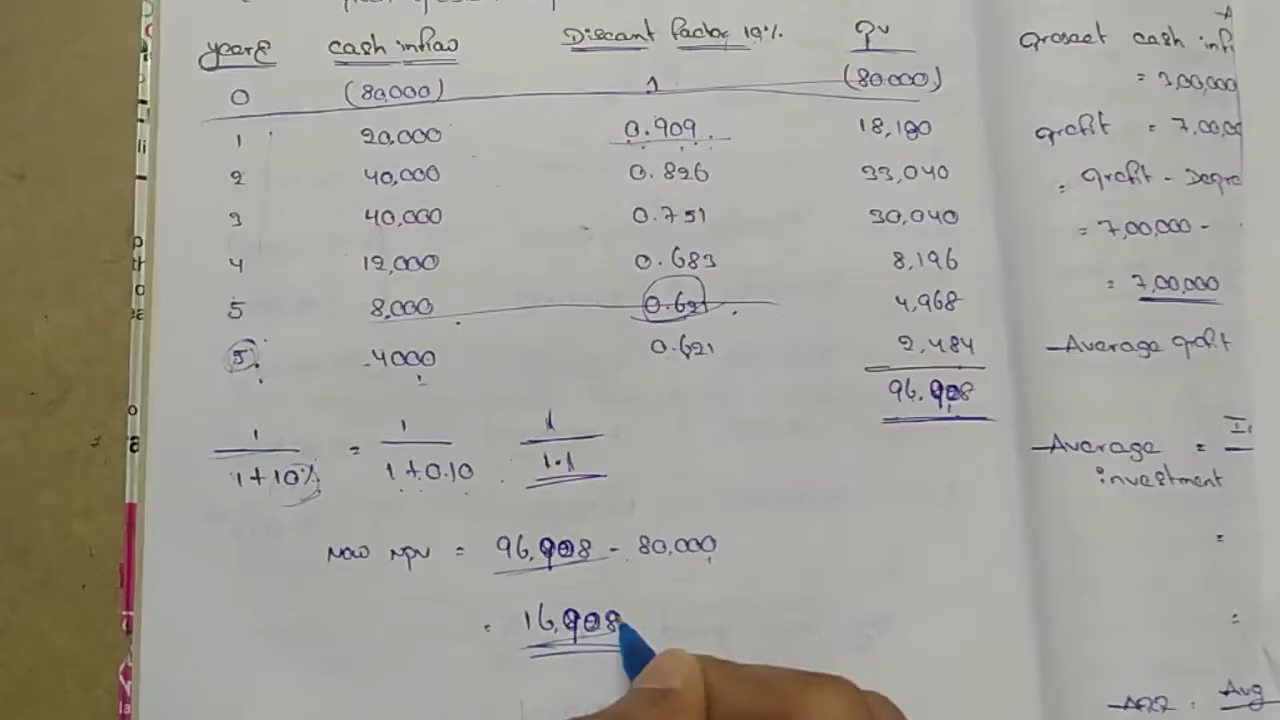 years cash inflow Discant factor 10% PV
0 (80,000) 1 (80.000)
1 20,000 0.909 18,180
2 40,000 0.826 33,040
3 40,000 0.751 30,040
4 12,000 0.683 8,196
5 8,000 0.621 4,968
5 4000 0.621 2,484
96.908
1 / 1+10% = 1 / 1+0.10 1 / 1.1
Now NPV = 96,908 - 80,000
= 16,908
cash infl
= 3,00,000
profit = 7,00,00
= profit - Depre
= 7,00,000 -
= 7,00,000
Average profit
Average =
investment
=
=
ARR : Avg